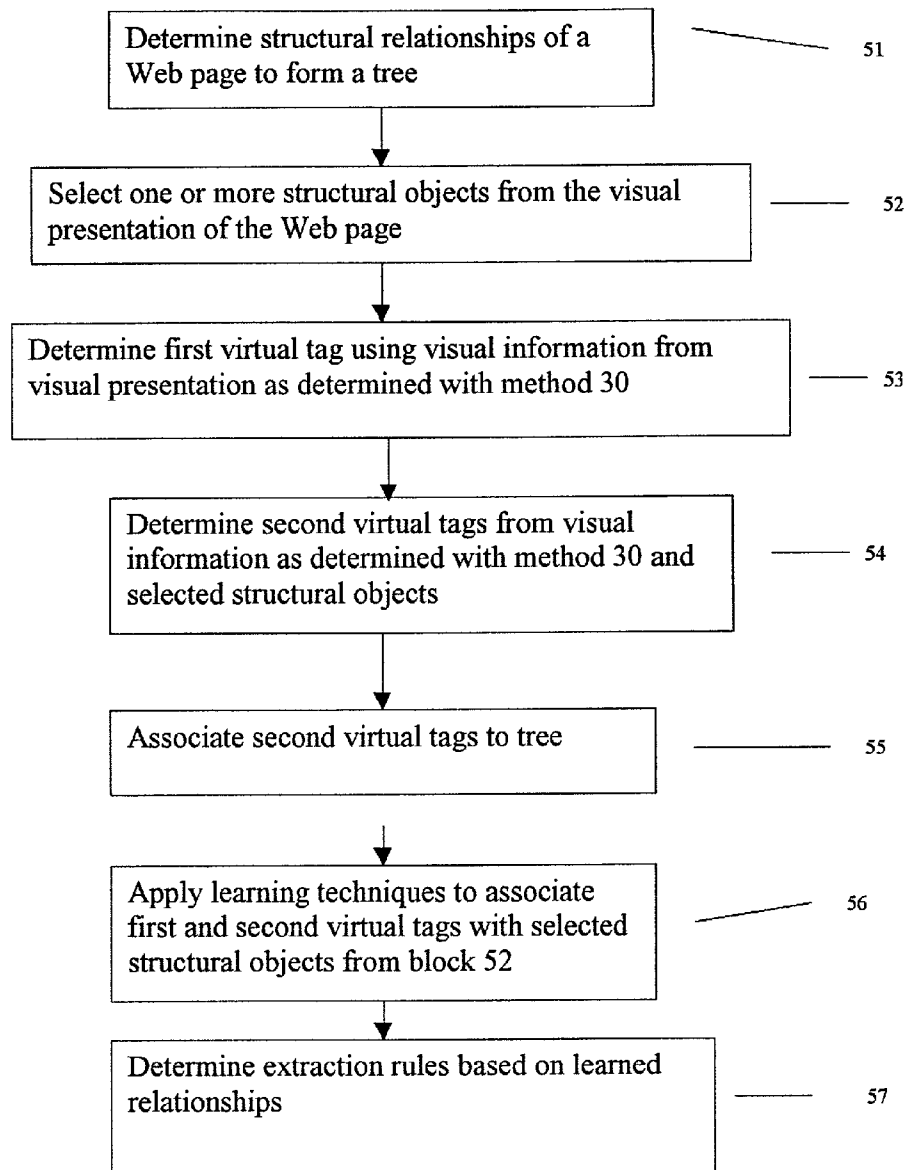 Determine structural relationships of a
Web page to form a tree
51
Select one or more structural objects from the visual
presentation of the Web page
52
Determine first virtual tag using visual information from
visual presentation as determined with method 30
53
Determine second virtual tags from visual
information as determined with method 30 and
selected structural objects
54
Associate second virtual tags to tree
55
Apply learning techniques to associate
first and second virtual tags with selected
structural objects from block 52
56
Determine extraction rules based on learned
relationships
57